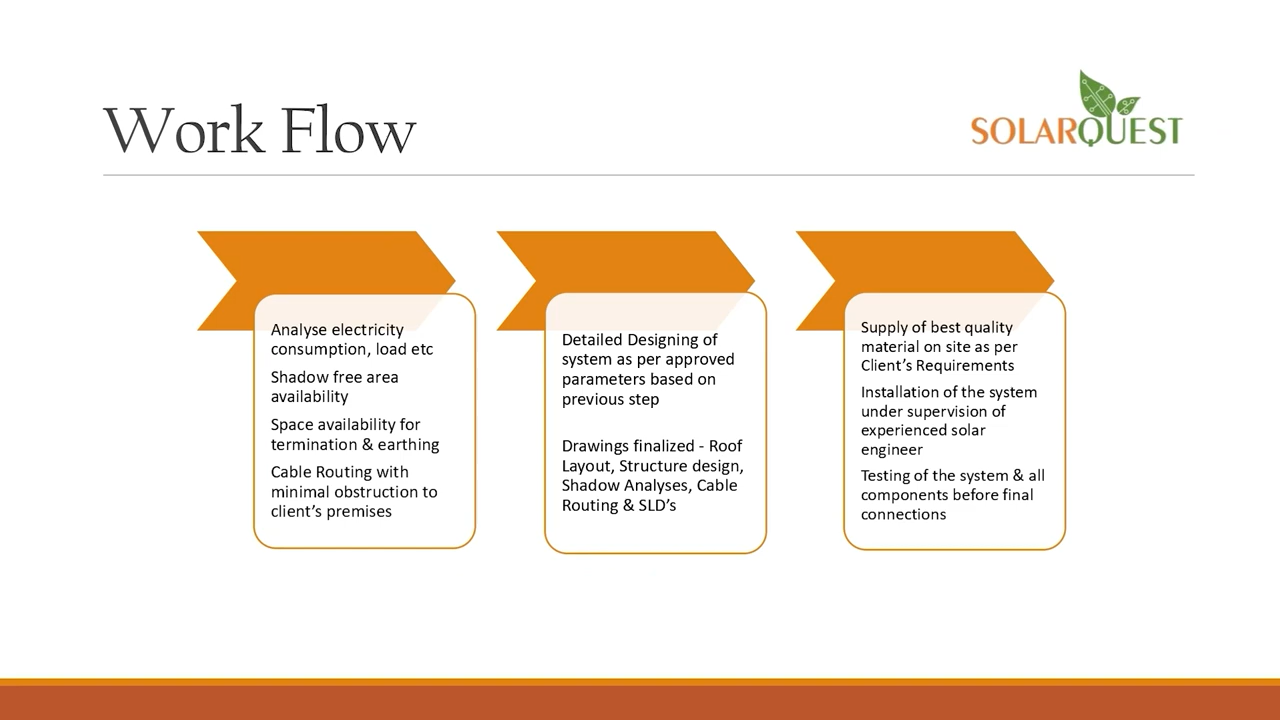 Work Flow
SOLARQUEST
Analyse electricity
consumption, load etc
Shadow free area
availability
Space availability for
termination & earthing
Cable Routing with
minimal obstruction to
client’s premises
Detailed Designing of
system as per approved
parameters based on
previous step
Drawings finalized - Roof
Layout, Structure design,
Shadow Analyses, Cable
Routing & SLD’s
Supply of best quality
material on site as per
Client’s Requirements
Installation of the system
under supervision of
experienced solar
engineer
Testing of the system & all
components before final
connections